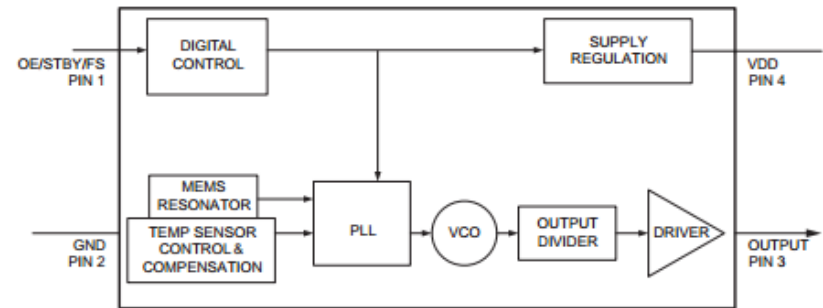 OE/STBY/FS
PIN 1
DIGITAL
CONTROL
SUPPLY
REGULATION
VDD
PIN 4
MEMS
RESONATOR
TEMP SENSOR
CONTROL &
COMPENSATION
GND
PIN 2
PLL
VCO
OUTPUT
DIVIDER
DRIVER
OUTPUT
PIN 3